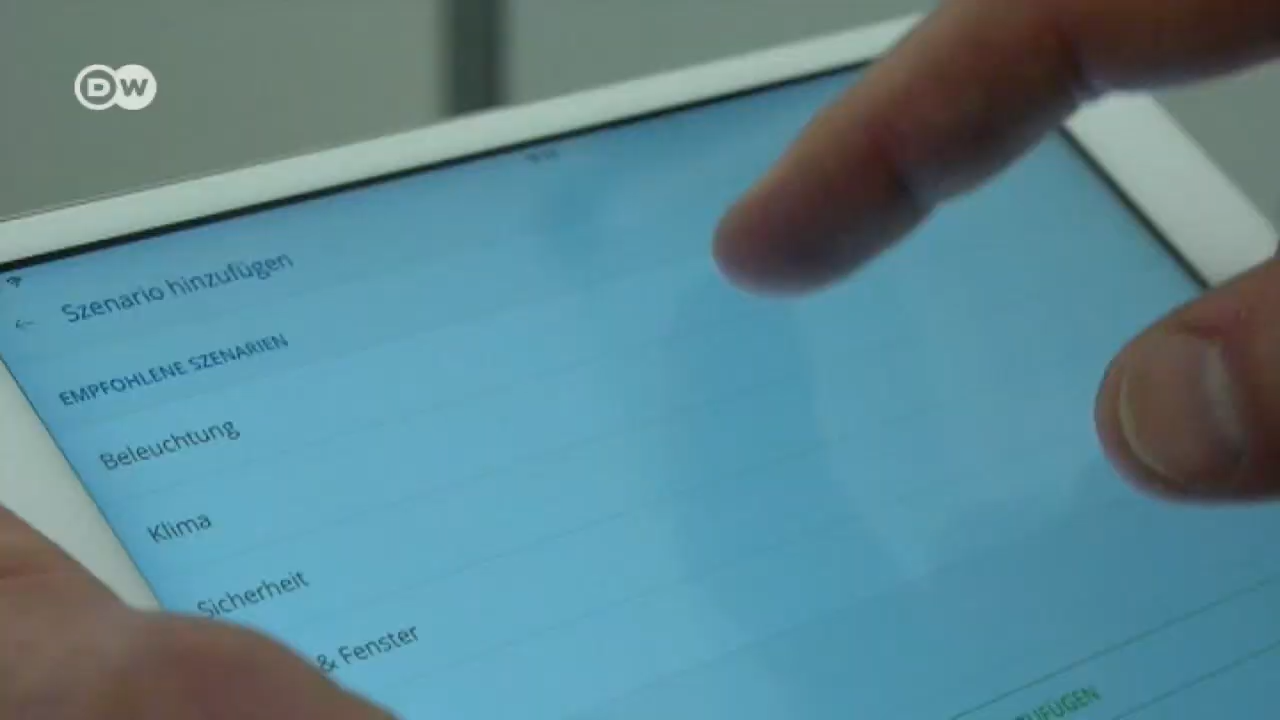 DW
← Szenario hinzufügen
EMPFOHLENE SZENARIEN
Beleuchtung
Klima
Sicherheit
& Fenster